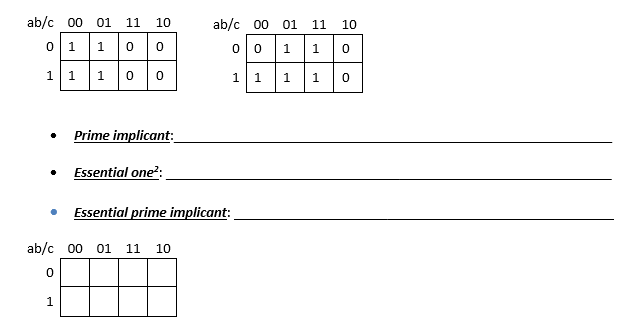 ab/c 00 01 11 10 ab/c 00 01 11 10
0 1 1 0 0 0 0 1 1 0
1 1 1 0 0 1 1 1 1 0
• Prime implicant:
• Essential one²:
• Essential prime implicant:
ab/c 00 01 11 10
0
1